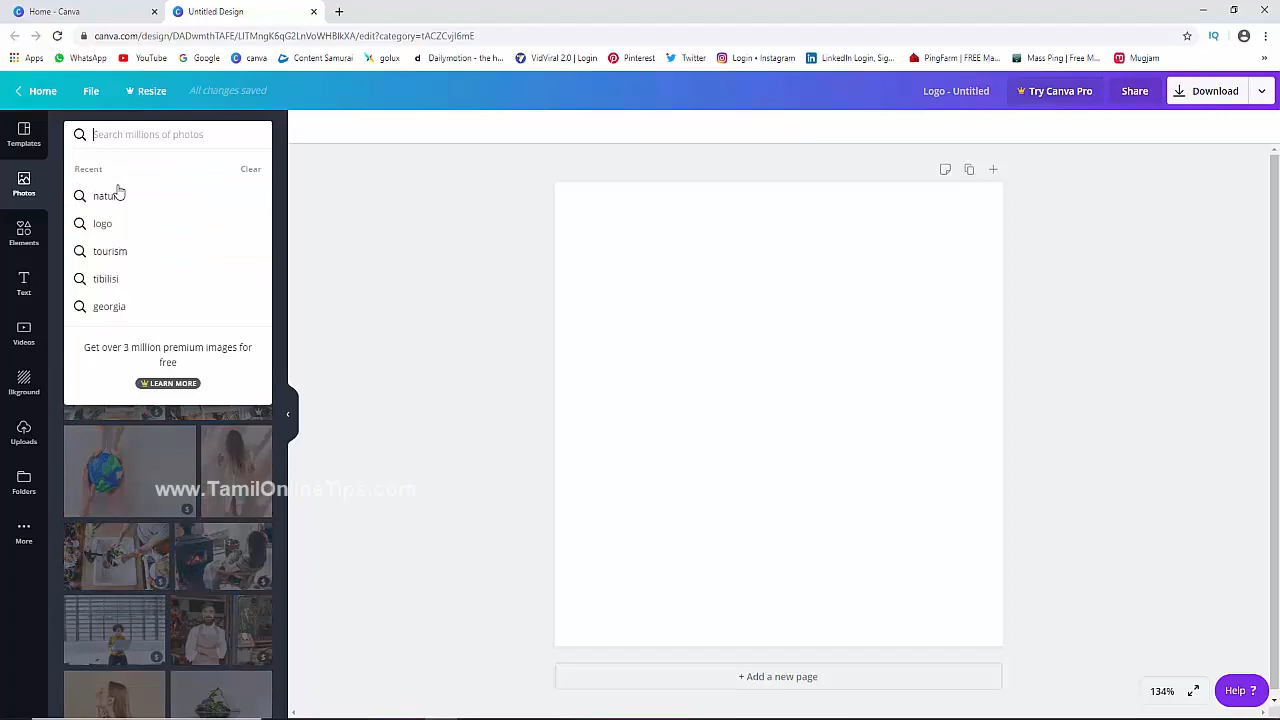 Home - Canva
Untitled Design
canva.com/design/DADwmthTAFE/LlTMngK6qG2LnVoWHBlkXA/edit?category=tACZCvjI6mE
IQ
Apps WhatsApp YouTube Google canva Content Samurai golux Dailymotion - the h... VidViral 2.0 | Login Pinterest Twitter Login • Instagram LinkedIn Login, Sig... PingFarm | FREE Ma... Mass Ping | Free M... Mugjam »
Home File Resize All changes saved Logo - Untitled Try Canva Pro Share Download
Templates
Photos
Elements
Text
Videos
Bkground
Uploads
Folders
More
Search millions of photos
Recent Clear
logo
tourism
tibilisi
georgia
Get over 3 million premium images for
free
LEARN MORE
www.TamilOnlineTips.com
+ Add a new page
134%
Help ?